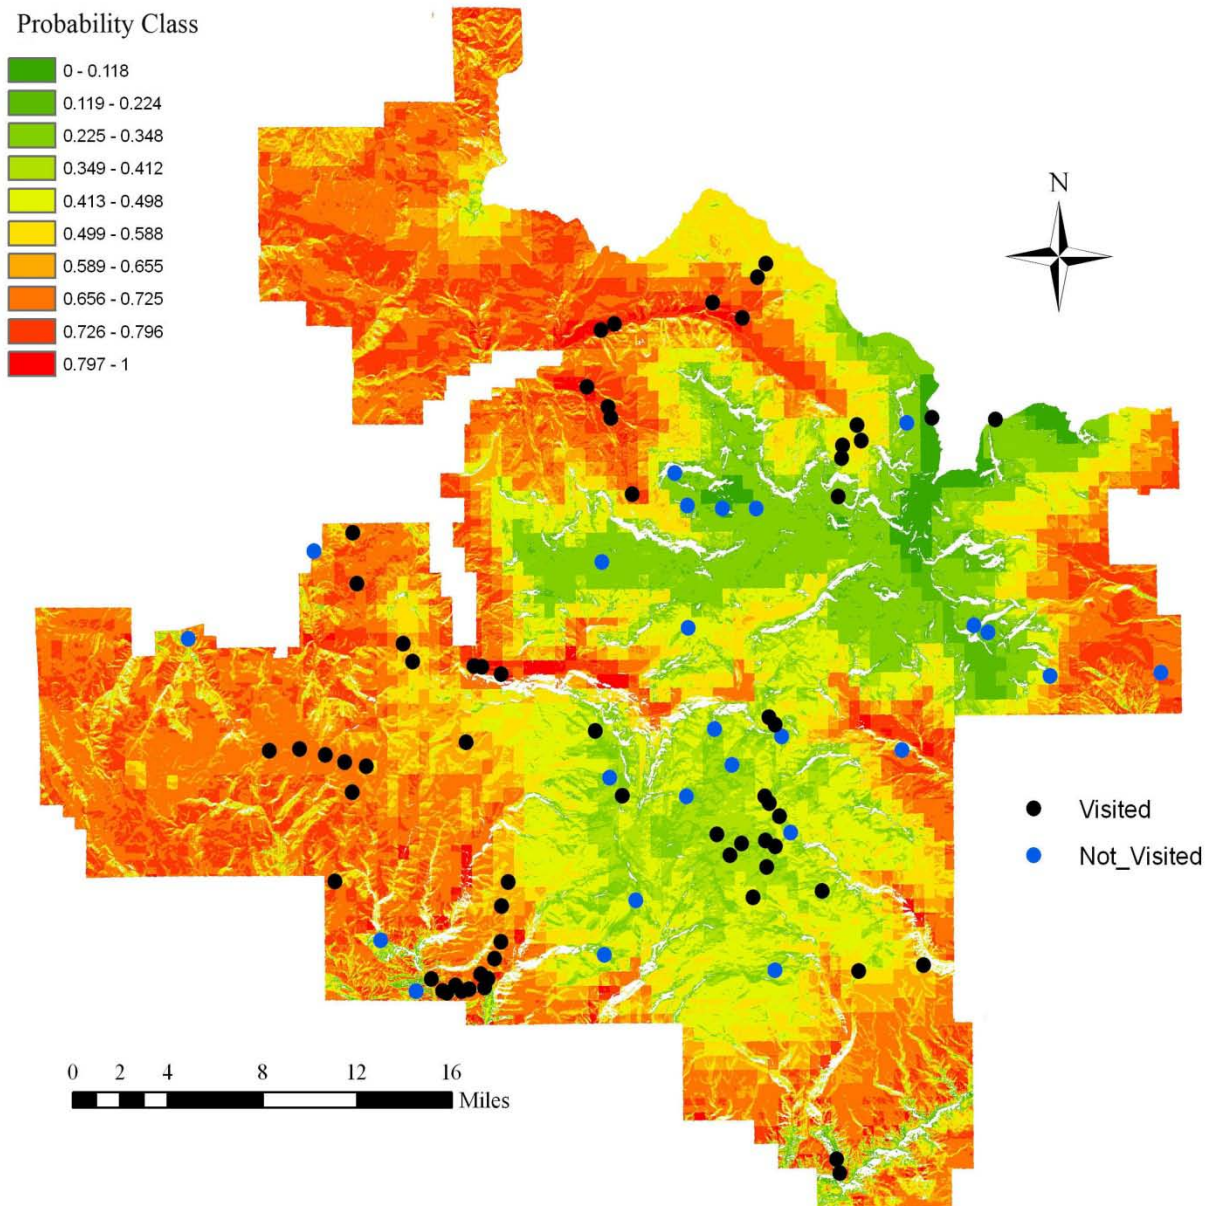 Probability Class
0 - 0.118
0.119 - 0.224
0.225 - 0.348
0.349 - 0.412
0.413 - 0.498
0.499 - 0.588
0.589 - 0.655
0.656 - 0.725
0.726 - 0.796
0.797 - 1
N
Visited
Not_Visited
0 2 4 8 12 16
Miles